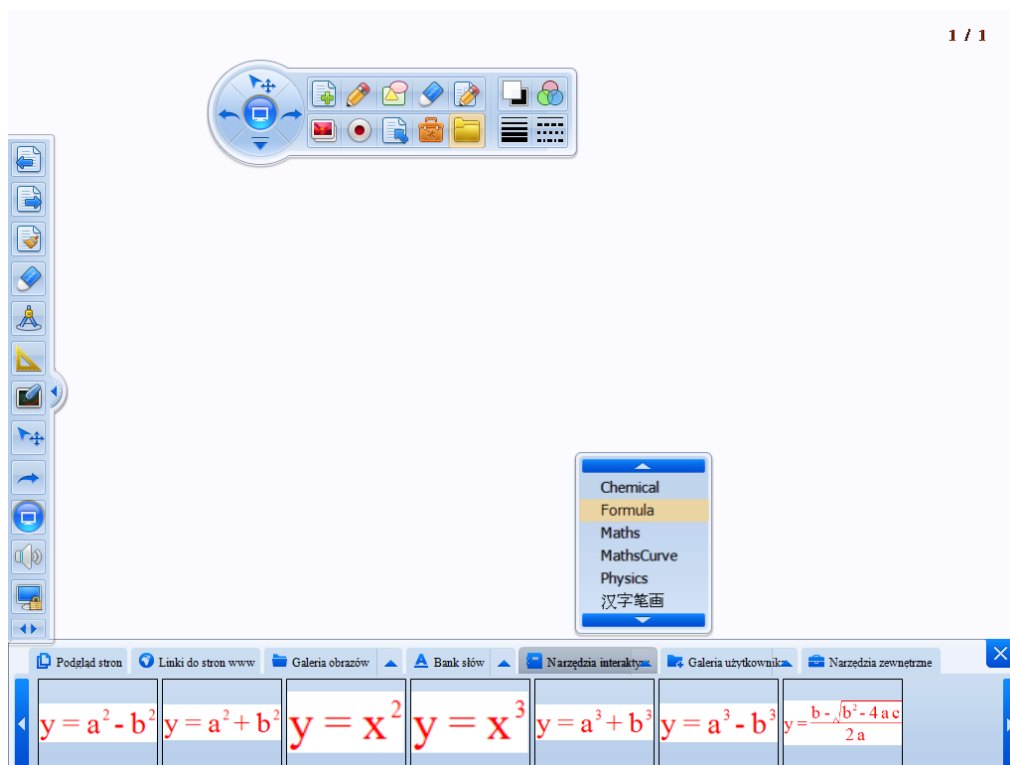 1 / 1
Chemical
Formula
Maths
MathsCurve
Physics
汉字笔画
Podgląd stron Linki do stron www Galeria obrazów A Bank słów Narzędzia interakty Galeria użytkownika Narzędzia zewnętrzne
y = a² - b² y = a² + b² y = x² y = x³ y = a³ + b³ y = a³ - b³ y = b - √b² - 4 a c / 2 a